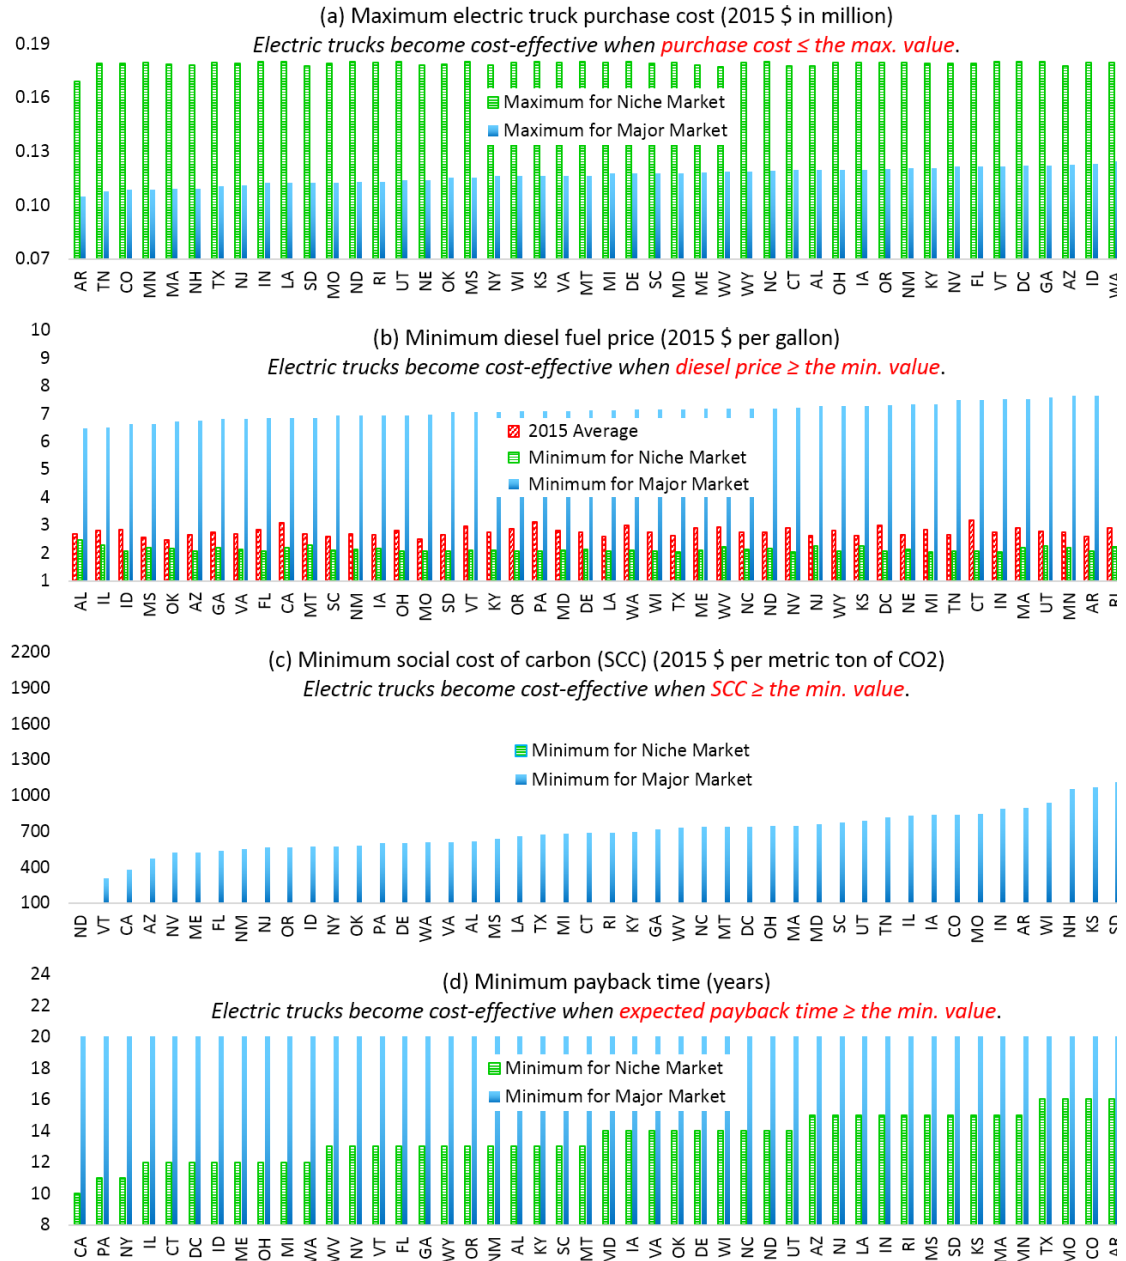 (a) Maximum electric truck purchase cost (2015 $ in million)
Electric trucks become cost-effective when purchase cost ≤ the max. value.
0.19
0.16
0.13
0.10
0.07
Maximum for Niche Market
Maximum for Major Market
AR TN CO MN MA NH TX NJ IN LA SD MO ND RI UT NE OK MS NY WI KS VA MT MI DE SC MD ME WV WY NC CT AL OH IA OR NM KY NV FL VT DC GA AZ ID WA
(b) Minimum diesel fuel price (2015 $ per gallon)
Electric trucks become cost-effective when diesel price ≥ the min. value.
10
9
8
7
6
5
4
3
2
1
2015 Average
Minimum for Niche Market
Minimum for Major Market
AL IL ID MS OK AZ GA VA FL CA MT SC NM IA OH MO SD VT KY OR PA MD DE LA WA WI TX ME WV NC ND NV NJ WY KS DC NE MI TN CT IN MA UT MN AR RI
(c) Minimum social cost of carbon (SCC) (2015 $ per metric ton of CO2)
Electric trucks become cost-effective when SCC ≥ the min. value.
2200
1900
1600
1300
1000
700
400
100
Minimum for Niche Market
Minimum for Major Market
ND VT CA AZ NV ME FL NM NJ OR ID NY OK PA DE WA VA AL MS LA TX MI CT RI KY GA WV NC MT DC OH MA MD SC UT TN IL IA CO MO IN AR WI NH KS SD
(d) Minimum payback time (years)
Electric trucks become cost-effective when expected payback time ≥ the min. value.
24
22
20
18
16
14
12
10
8
Minimum for Niche Market
Minimum for Major Market
CA PA NY IL CT DC ID ME OH MI WA WV NV VT FL GA WY OR NM AL KY SC MT MD IA VA OK DE WI NC ND UT AZ NJ LA IN RI MS SD KS MA MN TX MO CO AR